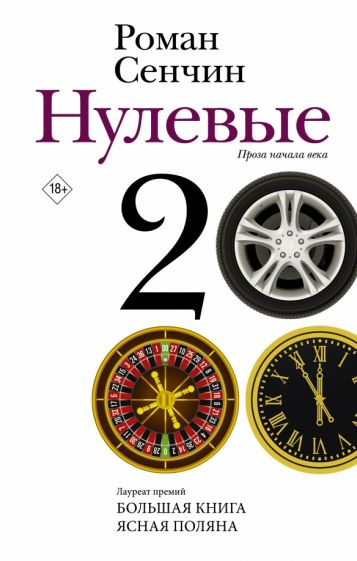 Роман
Сенчин
Нулевые
Проза начала века
18+
2
Лауреат премий
БОЛЬШАЯ КНИГА
ЯСНАЯ ПОЛЯНА